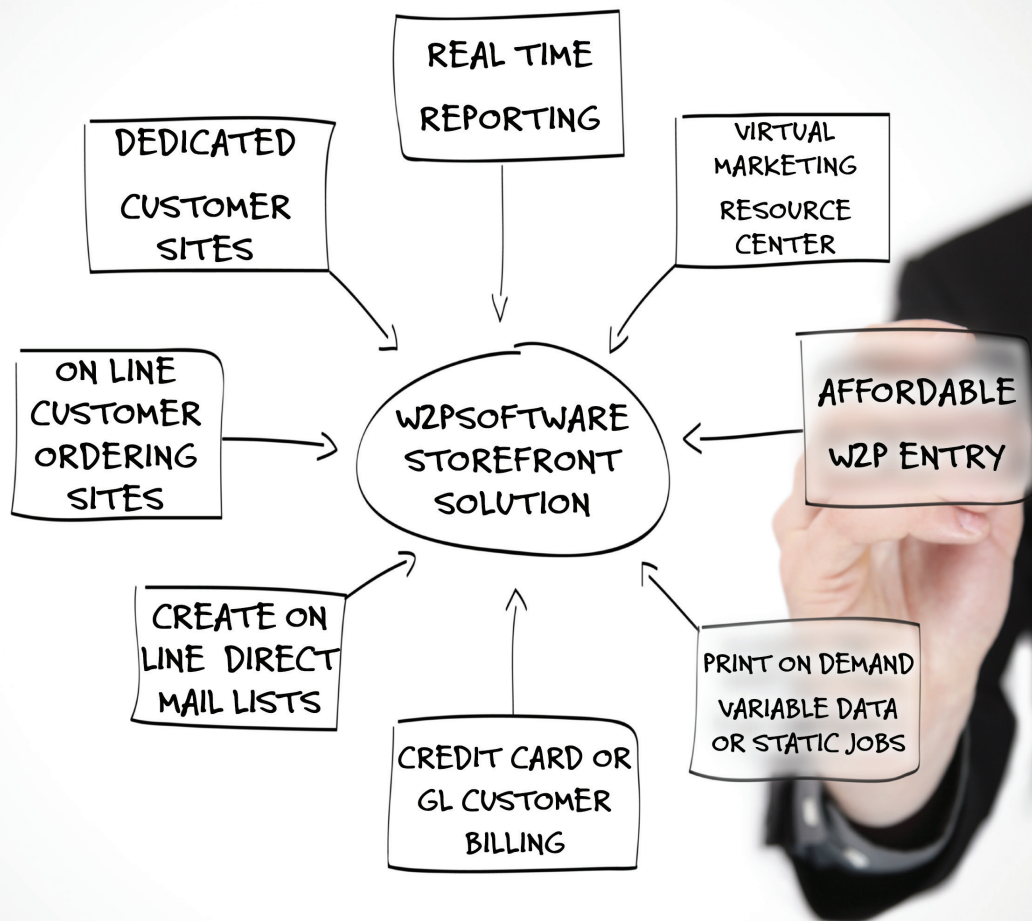 REAL TIME
REPORTING
DEDICATED
CUSTOMER
SITES
VIRTUAL
MARKETING
RESOURCE
CENTER
ON LINE
CUSTOMER
ORDERING
SITES
W2PSOFTWARE
STOREFRONT
SOLUTION
AFFORDABLE
W2P ENTRY
CREATE ON
LINE DIRECT
MAIL LISTS
PRINT ON DEMAND
VARIABLE DATA
OR STATIC JOBS
CREDIT CARD OR
GL CUSTOMER
BILLING